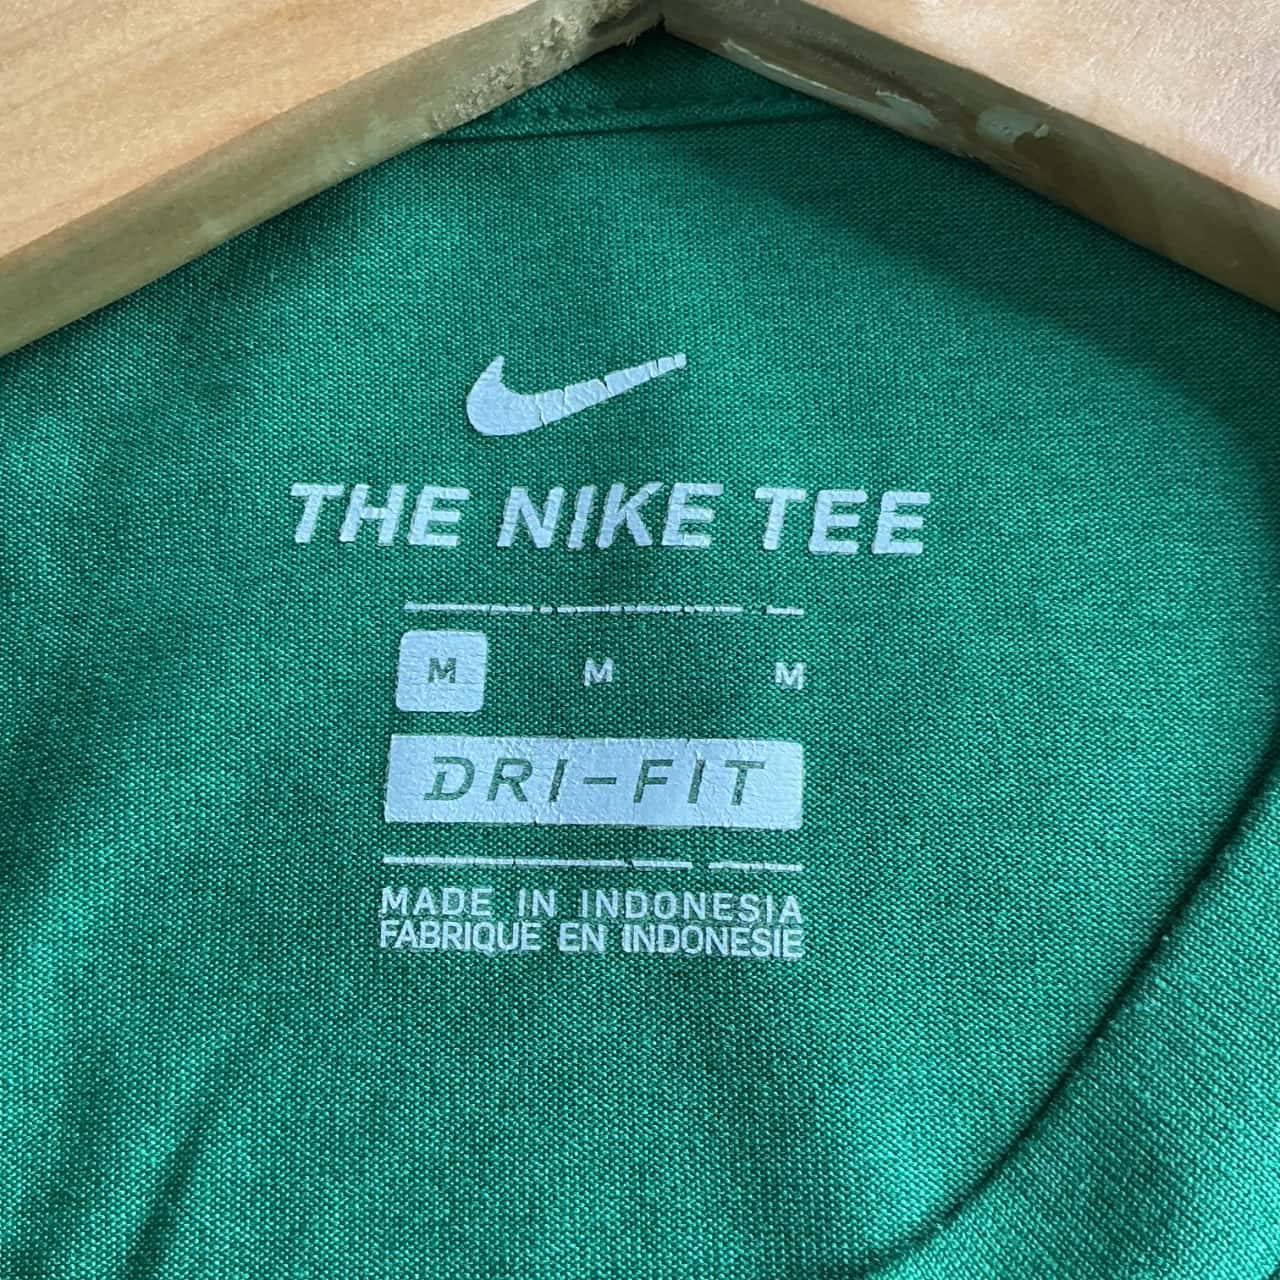 THE NIKE TEE
M M M
DRI-FIT
MADE IN INDONESIA
FABRIQUE EN INDONESIE